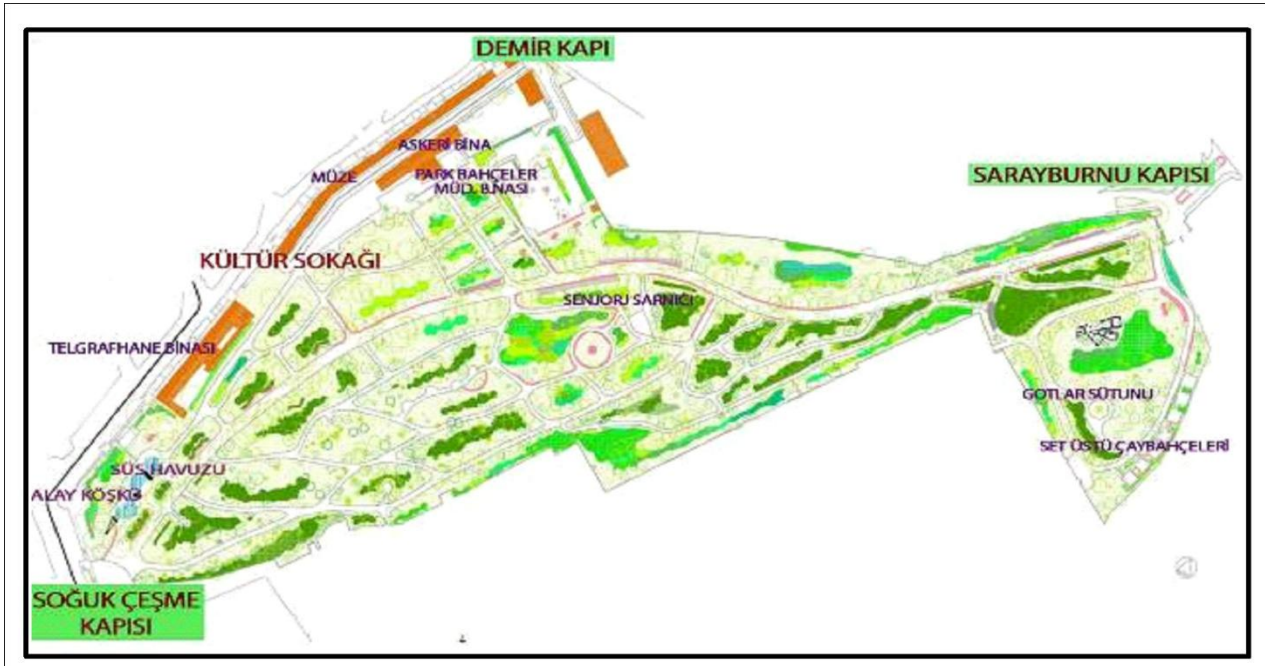 DEMİR KAPI
ASKERİ BİNA
MÜZE
PARK BAHÇELER
MÜD. BİNASI
SARAYBURNU KAPISI
KÜLTÜR SOKAĞI
SENJORJ SARNICI
TELGRAFHANE BİNASI
GOTLAR SÜTUNU
SET ÜSTÜ ÇAYBAHÇELERİ
SÜS HAVUZU
ALAY KÖŞKÜ
SOĞUK ÇEŞME
KAPISI